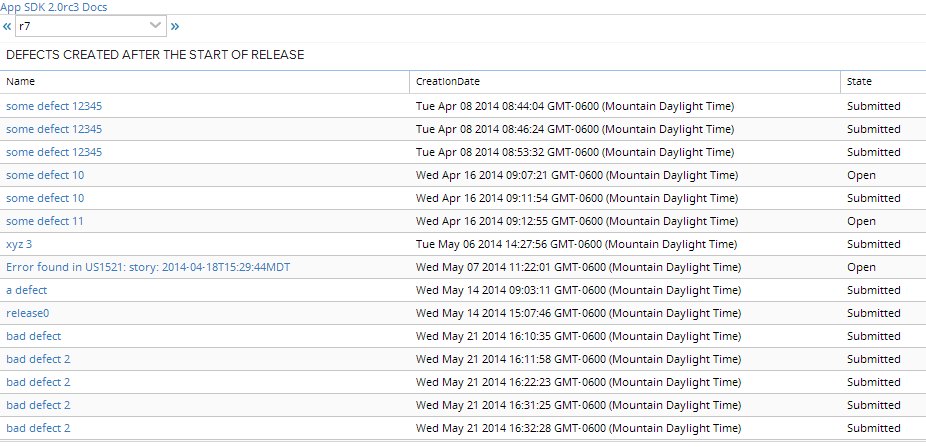 App SDK 2.0rc3 Docs
« r7 »
DEFECTS CREATED AFTER THE START OF RELEASE
Name CreationDate State
some defect 12345 Tue Apr 08 2014 08:44:04 GMT-0600 (Mountain Daylight Time) Submitted
some defect 12345 Tue Apr 08 2014 08:46:24 GMT-0600 (Mountain Daylight Time) Submitted
some defect 12345 Tue Apr 08 2014 08:53:32 GMT-0600 (Mountain Daylight Time) Submitted
some defect 10 Wed Apr 16 2014 09:07:21 GMT-0600 (Mountain Daylight Time) Open
some defect 10 Wed Apr 16 2014 09:11:54 GMT-0600 (Mountain Daylight Time) Submitted
some defect 11 Wed Apr 16 2014 09:12:55 GMT-0600 (Mountain Daylight Time) Open
xyz 3 Tue May 06 2014 14:27:56 GMT-0600 (Mountain Daylight Time) Submitted
Error found in US1521: story: 2014-04-18T15:29:44MDT Wed May 07 2014 11:22:01 GMT-0600 (Mountain Daylight Time) Open
a defect Wed May 14 2014 09:03:11 GMT-0600 (Mountain Daylight Time) Submitted
release0 Wed May 14 2014 15:07:46 GMT-0600 (Mountain Daylight Time) Submitted
bad defect Wed May 21 2014 16:10:35 GMT-0600 (Mountain Daylight Time) Submitted
bad defect 2 Wed May 21 2014 16:11:58 GMT-0600 (Mountain Daylight Time) Submitted
bad defect 2 Wed May 21 2014 16:22:23 GMT-0600 (Mountain Daylight Time) Submitted
bad defect 2 Wed May 21 2014 16:31:25 GMT-0600 (Mountain Daylight Time) Submitted
bad defect 2 Wed May 21 2014 16:32:28 GMT-0600 (Mountain Daylight Time) Submitted